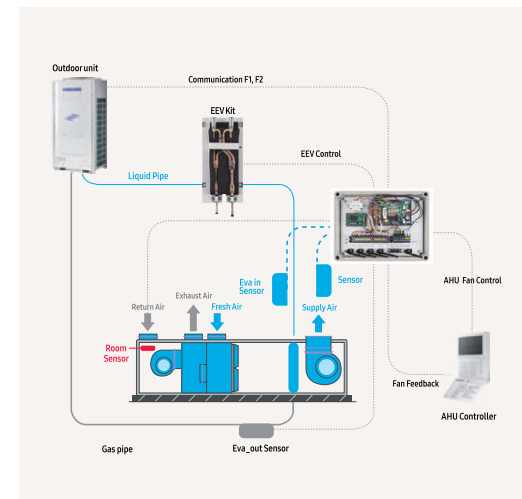 Outdoor unit
Communication F1, F2
EEV Kit
EEV Control
Liquid Pipe
Eva in
Sensor
Sensor
AHU Fan Control
Exhaust Air
Return Air
Fresh Air
Supply Air
Room
Sensor
Fan Feedback
AHU Controller
Gas pipe
Eva_out Sensor